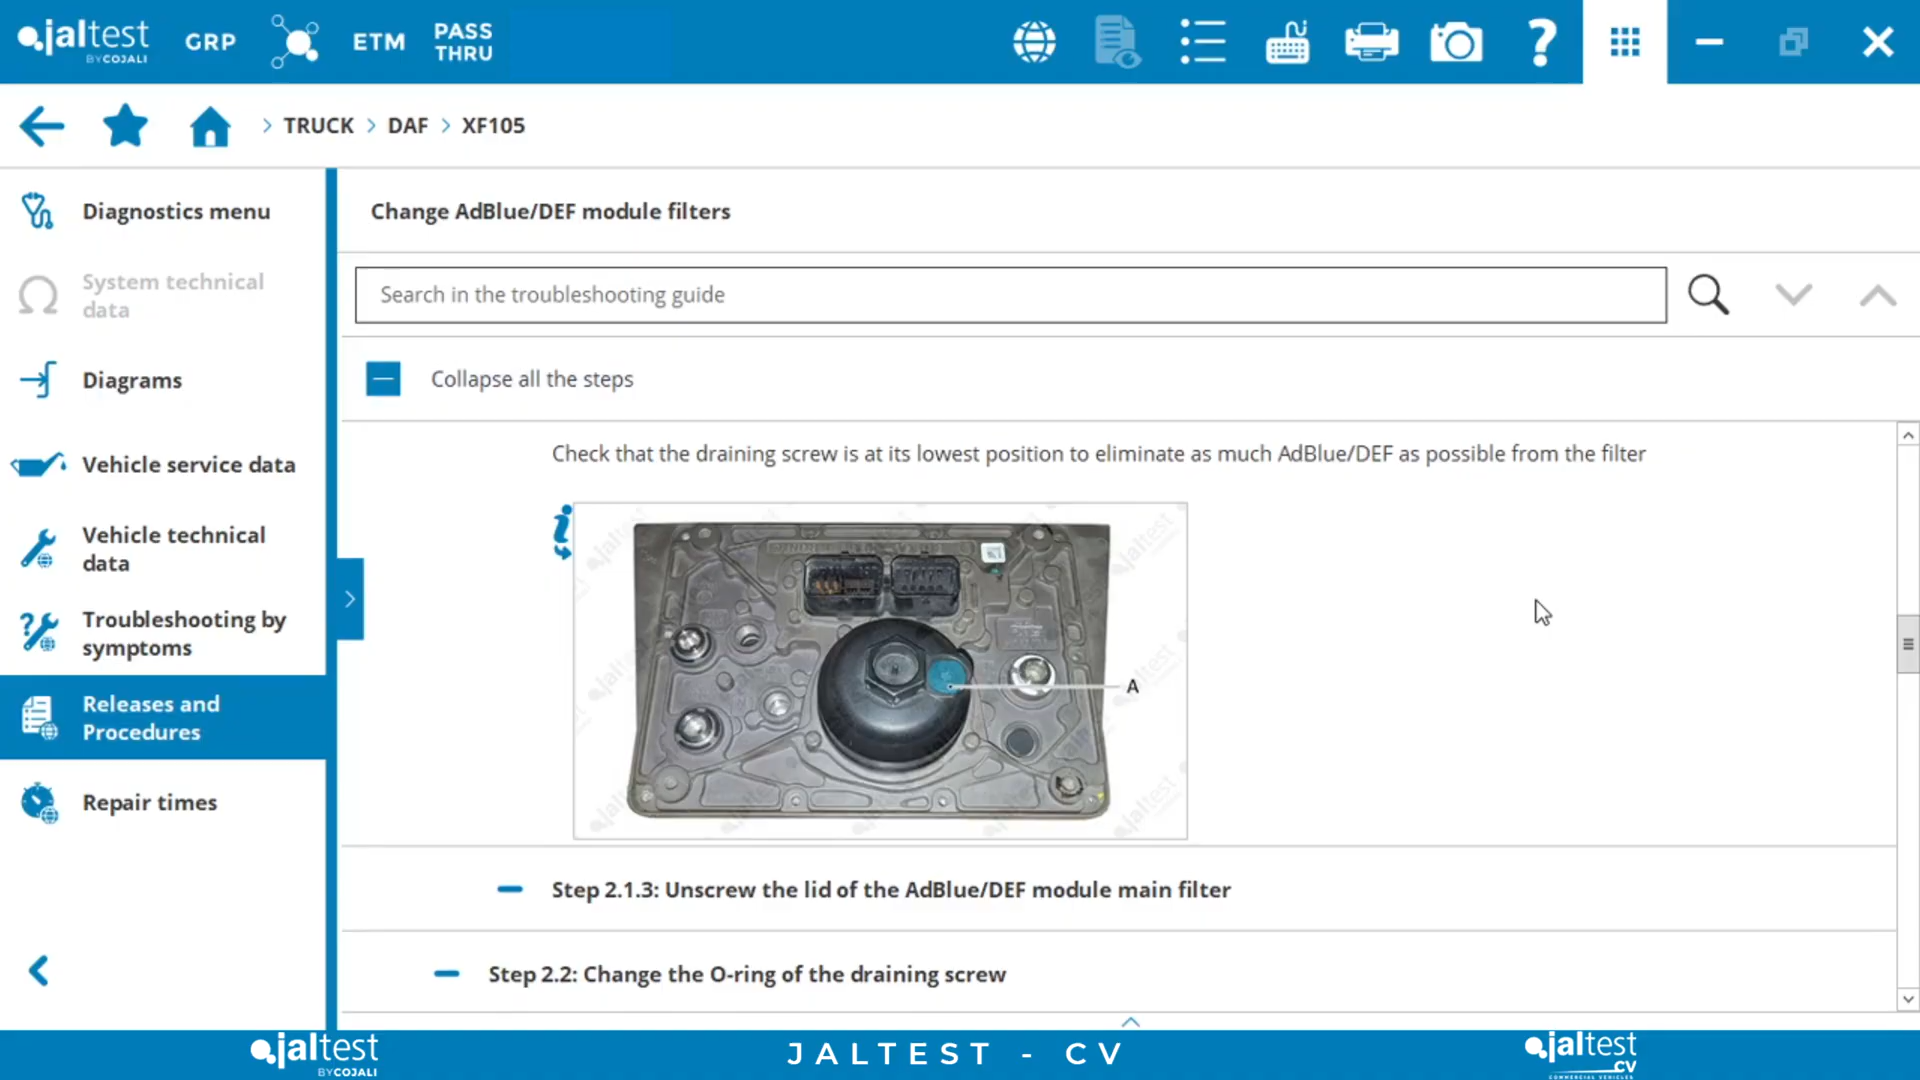 jaltest
BY COJALI
GRP
ETM
PASS
THRU
?
> TRUCK > DAF > XF105
Diagnostics menu
System technical
data
Diagrams
Vehicle service data
Vehicle technical
data
Troubleshooting by
symptoms
Releases and
Procedures
Repair times
Change AdBlue/DEF module filters
Search in the troubleshooting guide
Collapse all the steps
Check that the draining screw is at its lowest position to eliminate as much AdBlue/DEF as possible from the filter
A
Step 2.1.3: Unscrew the lid of the AdBlue/DEF module main filter
Step 2.2: Change the O-ring of the draining screw
jaltest
BY COJALI
JALTEST - CV
jaltest
CV
COMMERCIAL VEHICLES